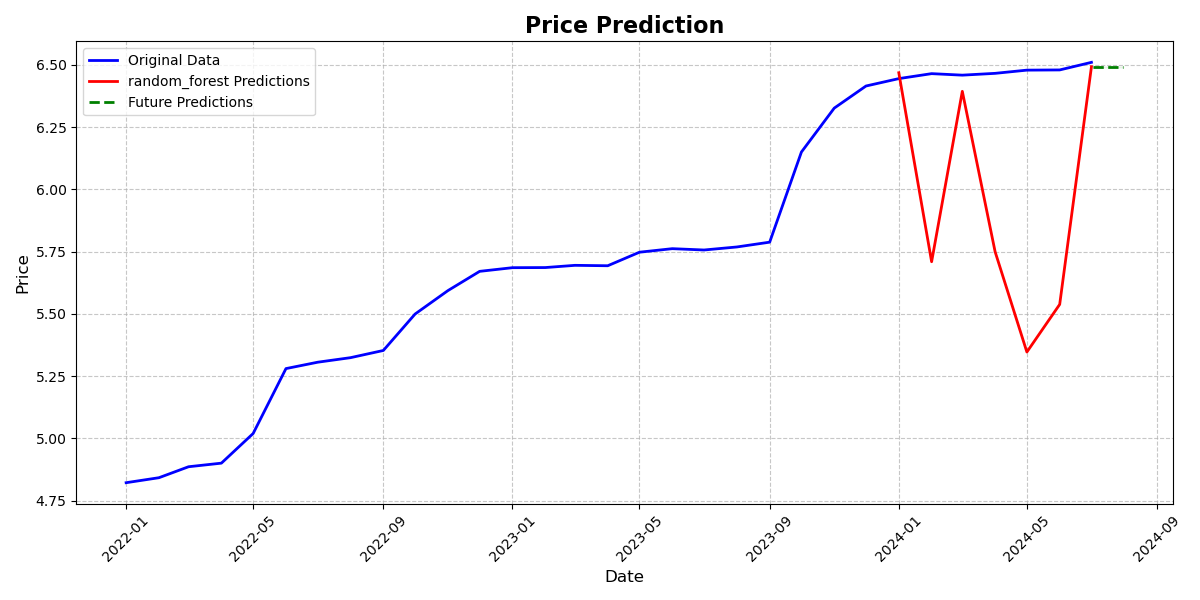 Price Prediction
Original Data
random_forest Predictions
Future Predictions
6.50
6.25
6.00
5.75
5.50
5.25
5.00
4.75
Price
2022-01
2022-05
2022-09
2023-01
2023-05
2023-09
2024-01
2024-05
2024-09
Date